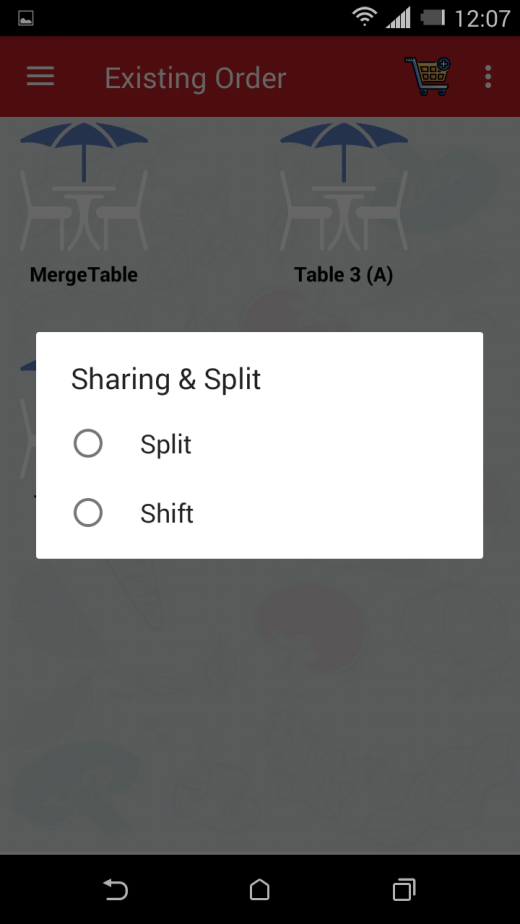 12:07
Existing Order
MergeTable
Table 3 (A)
Sharing & Split
Split
Shift